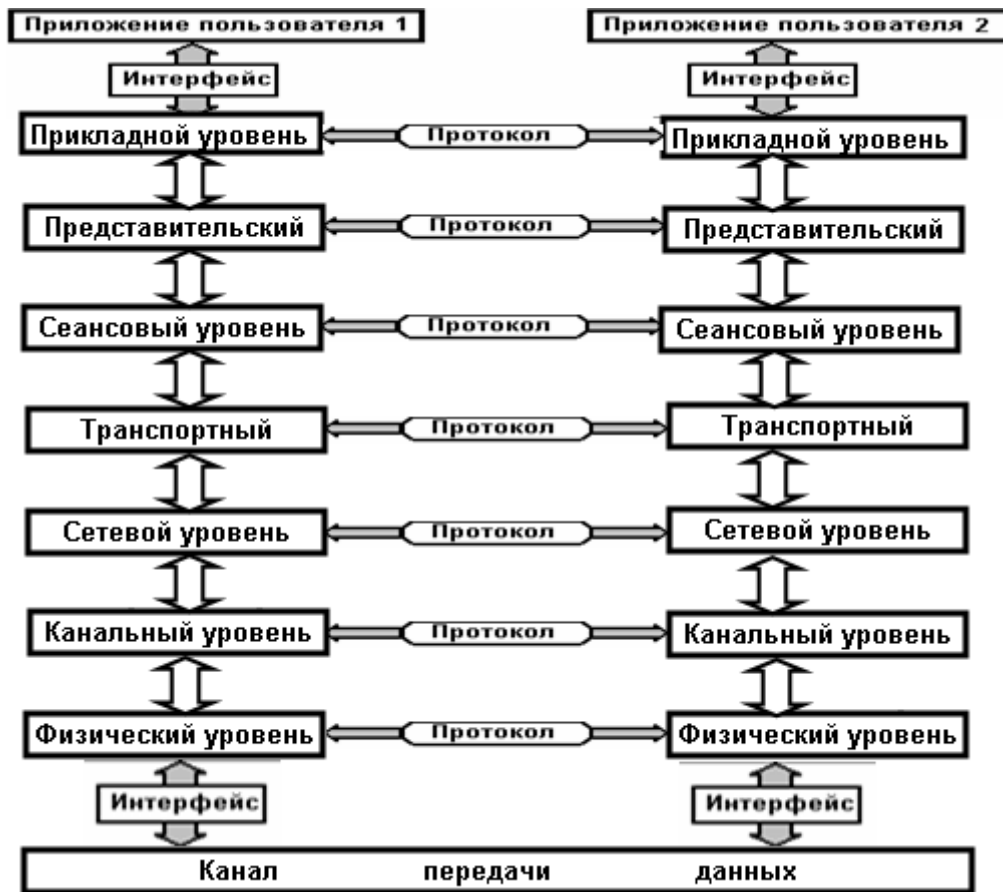 Приложение пользователя 1
Приложение пользователя 2
Интерфейс
Интерфейс
Прикладной уровень
Протокол
Прикладной уровень
Представительский
Протокол
Представительский
Сеансовый уровень
Протокол
Сеансовый уровень
Транспортный
Протокол
Транспортный
Сетевой уровень
Протокол
Сетевой уровень
Канальный уровень
Протокол
Канальный уровень
Физический уровень
Протокол
Физический уровень
Интерфейс
Интерфейс
Канал передачи данных